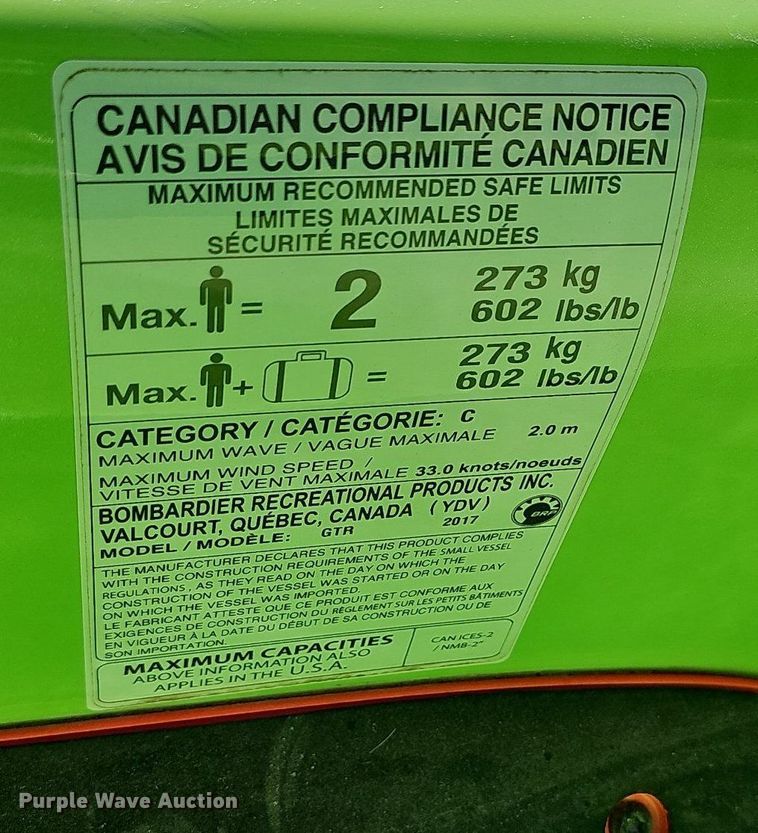 CANADIAN COMPLIANCE NOTICE
AVIS DE CONFORMITÉ CANADIEN
MAXIMUM RECOMMENDED SAFE LIMITS
LIMITES MAXIMALES DE
SÉCURITÉ RECOMMANDÉES
Max. = 2 273 kg
602 lbs/lb
Max. + = 273 kg
602 lbs/lb
CATEGORY / CATÉGORIE: C
MAXIMUM WAVE / VAGUE MAXIMALE 2.0 m
MAXIMUM WIND SPEED /
VITESSE DE VENT MAXIMALE 33.0 knots/noeuds
BOMBARDIER RECREATIONAL PRODUCTS INC.
VALCOURT, QUÉBEC, CANADA (YDV)
MODEL / MODÈLE: GTR 2017
BRP
THE MANUFACTURER DECLARES THAT THIS PRODUCT COMPLIES
WITH THE CONSTRUCTION REQUIREMENTS OF THE SMALL VESSEL
REGULATIONS, AS THEY READ ON THE DAY ON WHICH THE
CONSTRUCTION OF THE VESSEL WAS STARTED OR ON THE DAY
ON WHICH THE VESSEL WAS IMPORTED.
LE FABRICANT ATTESTE QUE CE PRODUIT EST CONFORME AUX
EXIGENCES DE CONSTRUCTION DU RÈGLEMENT SUR LES PETITS BÂTIMENTS
EN VIGUEUR À LA DATE DU DÉBUT DE SA CONSTRUCTION OU DE
SON IMPORTATION.
MAXIMUM CAPACITIES
ABOVE INFORMATION ALSO
APPLIES IN THE U.S.A.
CAN ICES-2
/ NMB-2"
Purple Wave Auction